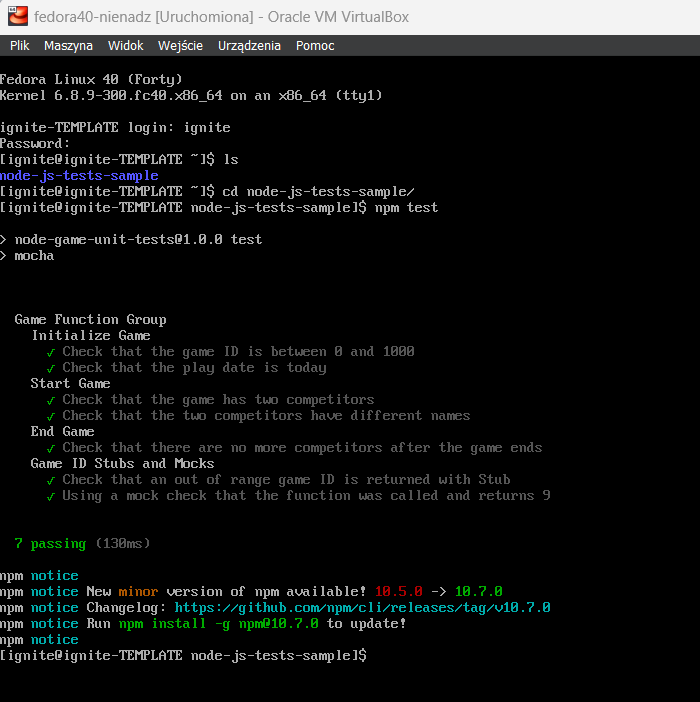 fedora40-nienadz [Uruchomiona] - Oracle VM VirtualBox
Plik Maszyna Widok Wejście Urządzenia Pomoc
Fedora Linux 40 (Forty)
Kernel 6.8.9-300.fc40.x86_64 on an x86_64 (tty1)
ignite-TEMPLATE login: ignite
Password:
[ignite@ignite-TEMPLATE ~]$ ls
node-js-tests-sample
[ignite@ignite-TEMPLATE ~]$ cd node-js-tests-sample/
[ignite@ignite-TEMPLATE node-js-tests-sample]$ npm test
> node-game-unit-tests@1.0.0 test
> mocha
Game Function Group
Initialize Game
✓ Check that the game ID is between 0 and 1000
✓ Check that the play date is today
Start Game
✓ Check that the game has two competitors
✓ Check that the two competitors have different names
End Game
✓ Check that there are no more competitors after the game ends
Game ID Stubs and Mocks
✓ Check that an out of range game ID is returned with Stub
✓ Using a mock check that the function was called and returns 9
7 passing (130ms)
npm notice
npm notice New minor version of npm available! 10.5.0 -> 10.7.0
npm notice Changelog: https://github.com/npm/cli/releases/tag/v10.7.0
npm notice Run npm install -g npm@10.7.0 to update!
npm notice
[ignite@ignite-TEMPLATE node-js-tests-sample]$